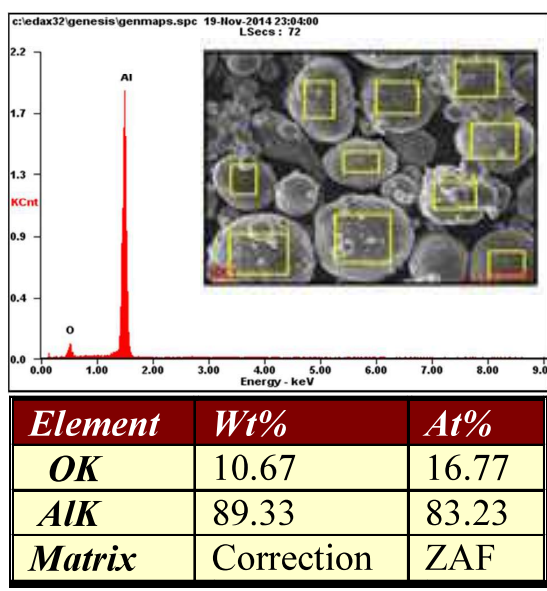 c:\edax32\genesis\genmaps.spc 19-Nov-2014 23:04:00
LSecs : 72
2.2
Al
1.7
1.3
KCnt
0.9
0.4
O
0.0
0.00 1.00 2.00 3.00 4.00 5.00 6.00 7.00 8.00 9.0
Energy - keV
Element Wt% At%
OK 10.67 16.77
AlK 89.33 83.23
Matrix Correction ZAF